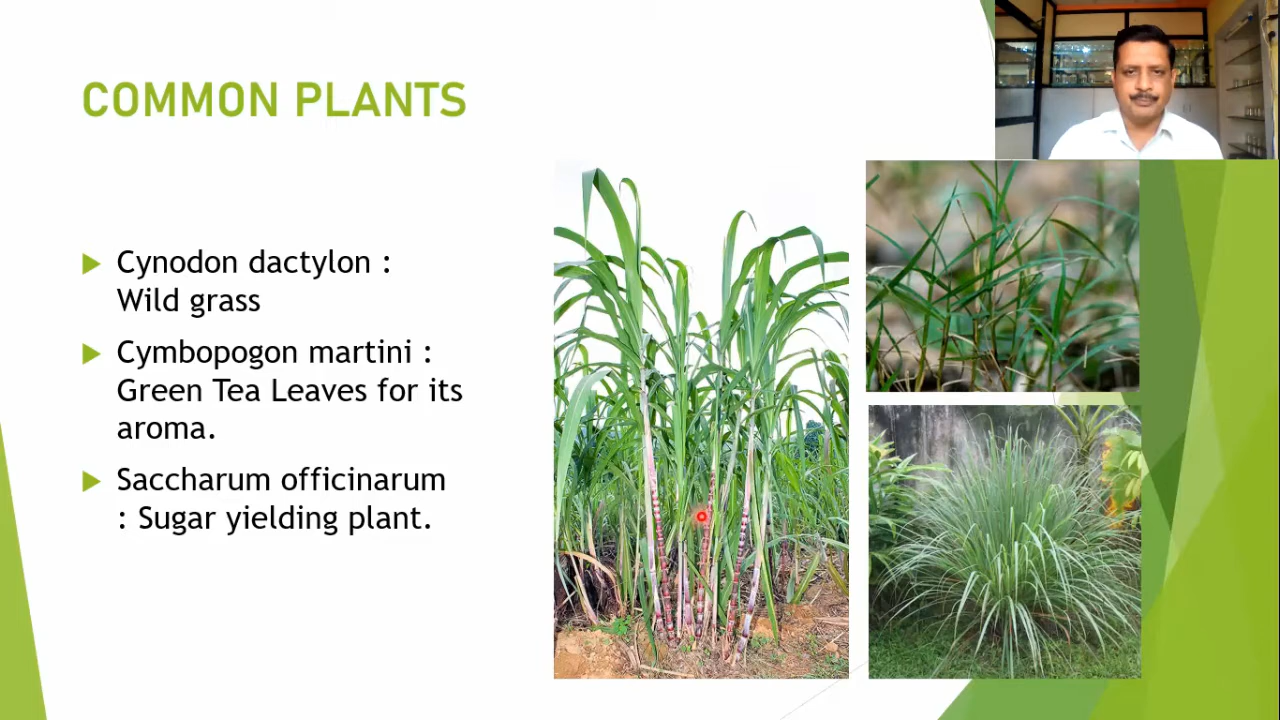 COMMON PLANTS
Cynodon dactylon :
Wild grass
Cymbopogon martini :
Green Tea Leaves for its
aroma.
Saccharum officinarum
: Sugar yielding plant.